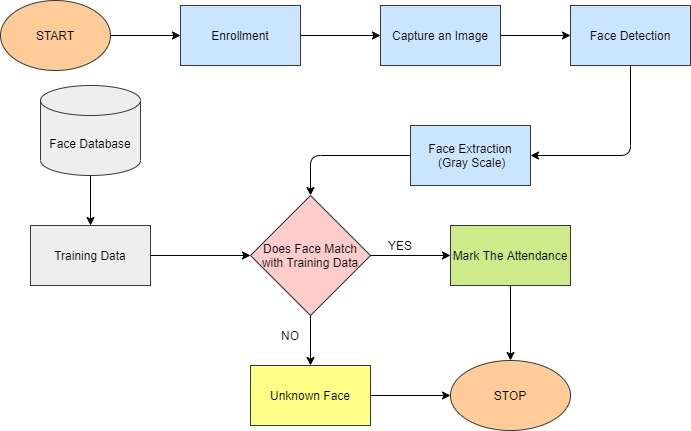 START
Enrollment
Capture an Image
Face Detection
Face Database
Face Extraction
(Gray Scale)
Training Data
Does Face Match
with Training Data
YES
Mark The Attendance
NO
Unknown Face
STOP